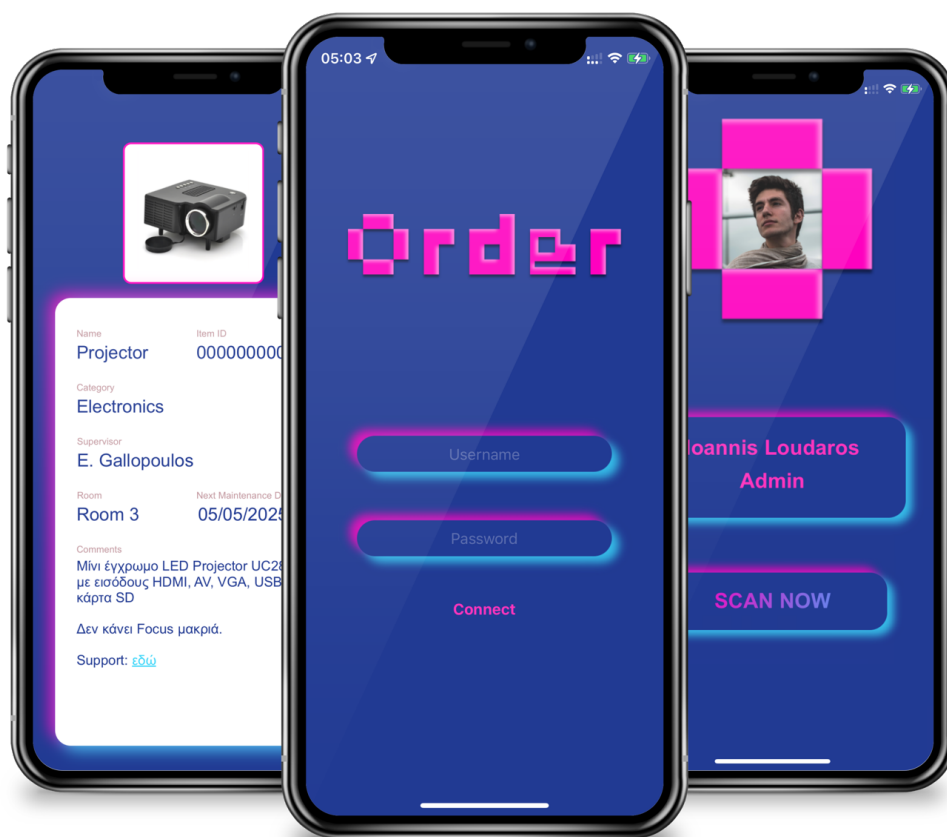 Name
Item ID
Projector
000000000
Category
Electronics
Supervisor
E. Gallopoulos
Room
Next Maintenance D
Room 3
05/05/2025
Comments
Μίνι έγχρωμο LED Projector UC28
με εισόδους HDMI, AV, VGA, USB
κάρτα SD
Δεν κάνει Focus μακριά.
Support: εδώ
05:03
Order
Username
Password
Connect
Ioannis Loudaros
Admin
SCAN NOW